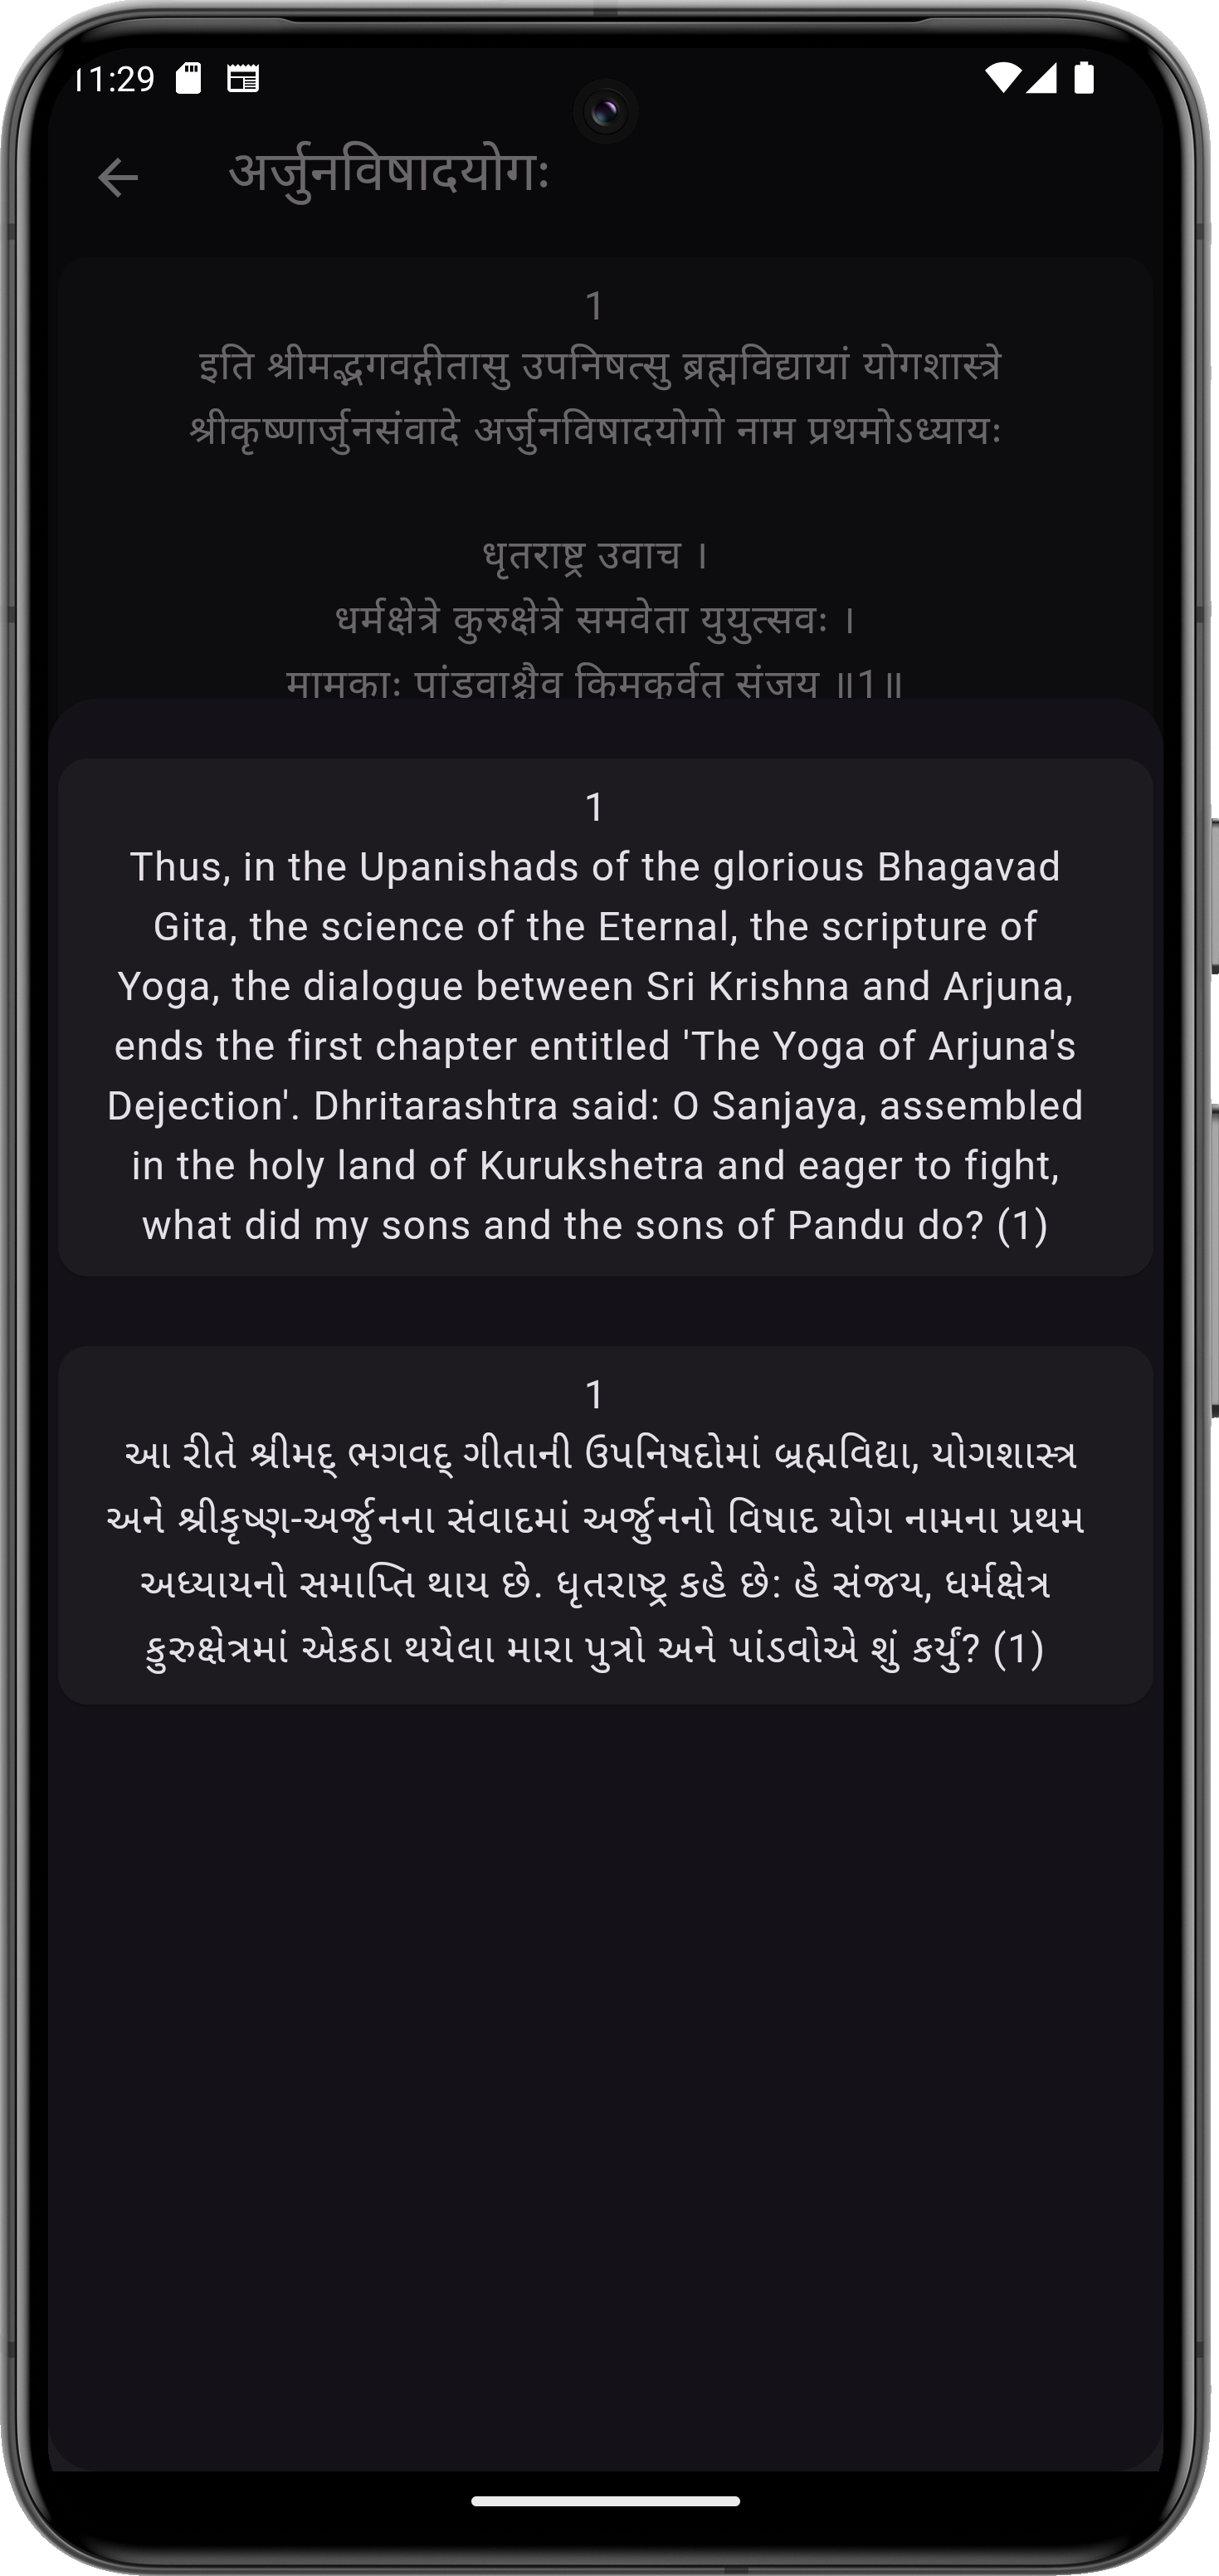 11:29
अर्जुनविषादयोगः
1
इति श्रीमद्भगवद्गीतासु उपनिषत्सु ब्रह्मविद्यायां योगशास्त्रे
श्रीकृष्णार्जुनसंवादे अर्जुनविषादयोगो नाम प्रथमोऽध्यायः
धृतराष्ट्र उवाच ।
धर्मक्षेत्रे कुरुक्षेत्रे समवेता युयुत्सवः ।
मामकाः पांडवाश्चैव किमकुर्वत संजय ॥1॥
1
Thus, in the Upanishads of the glorious Bhagavad
Gita, the science of the Eternal, the scripture of
Yoga, the dialogue between Sri Krishna and Arjuna,
ends the first chapter entitled 'The Yoga of Arjuna's
Dejection'. Dhritarashtra said: O Sanjaya, assembled
in the holy land of Kurukshetra and eager to fight,
what did my sons and the sons of Pandu do? (1)
1
આ રીતે શ્રીમદ્ ભગવદ્ ગીતાની ઉપનિષદોમાં બ્રહ્મવિદ્યા, યોગશાસ્ત્ર
અને શ્રીકૃષ્ણ-અર્જુનના સંવાદમાં અર્જુનનો વિષાદ યોગ નામના પ્રથમ
અધ્યાયનો સમાપ્તિ થાય છે. ધૃતરાષ્ટ્ર કહે છે: હે સંજય, ધર્મક્ષેત્ર
કુરુક્ષેત્રમાં એકઠા થયેલા મારા પુત્રો અને પાંડવોએ શું કર્યું? (1)